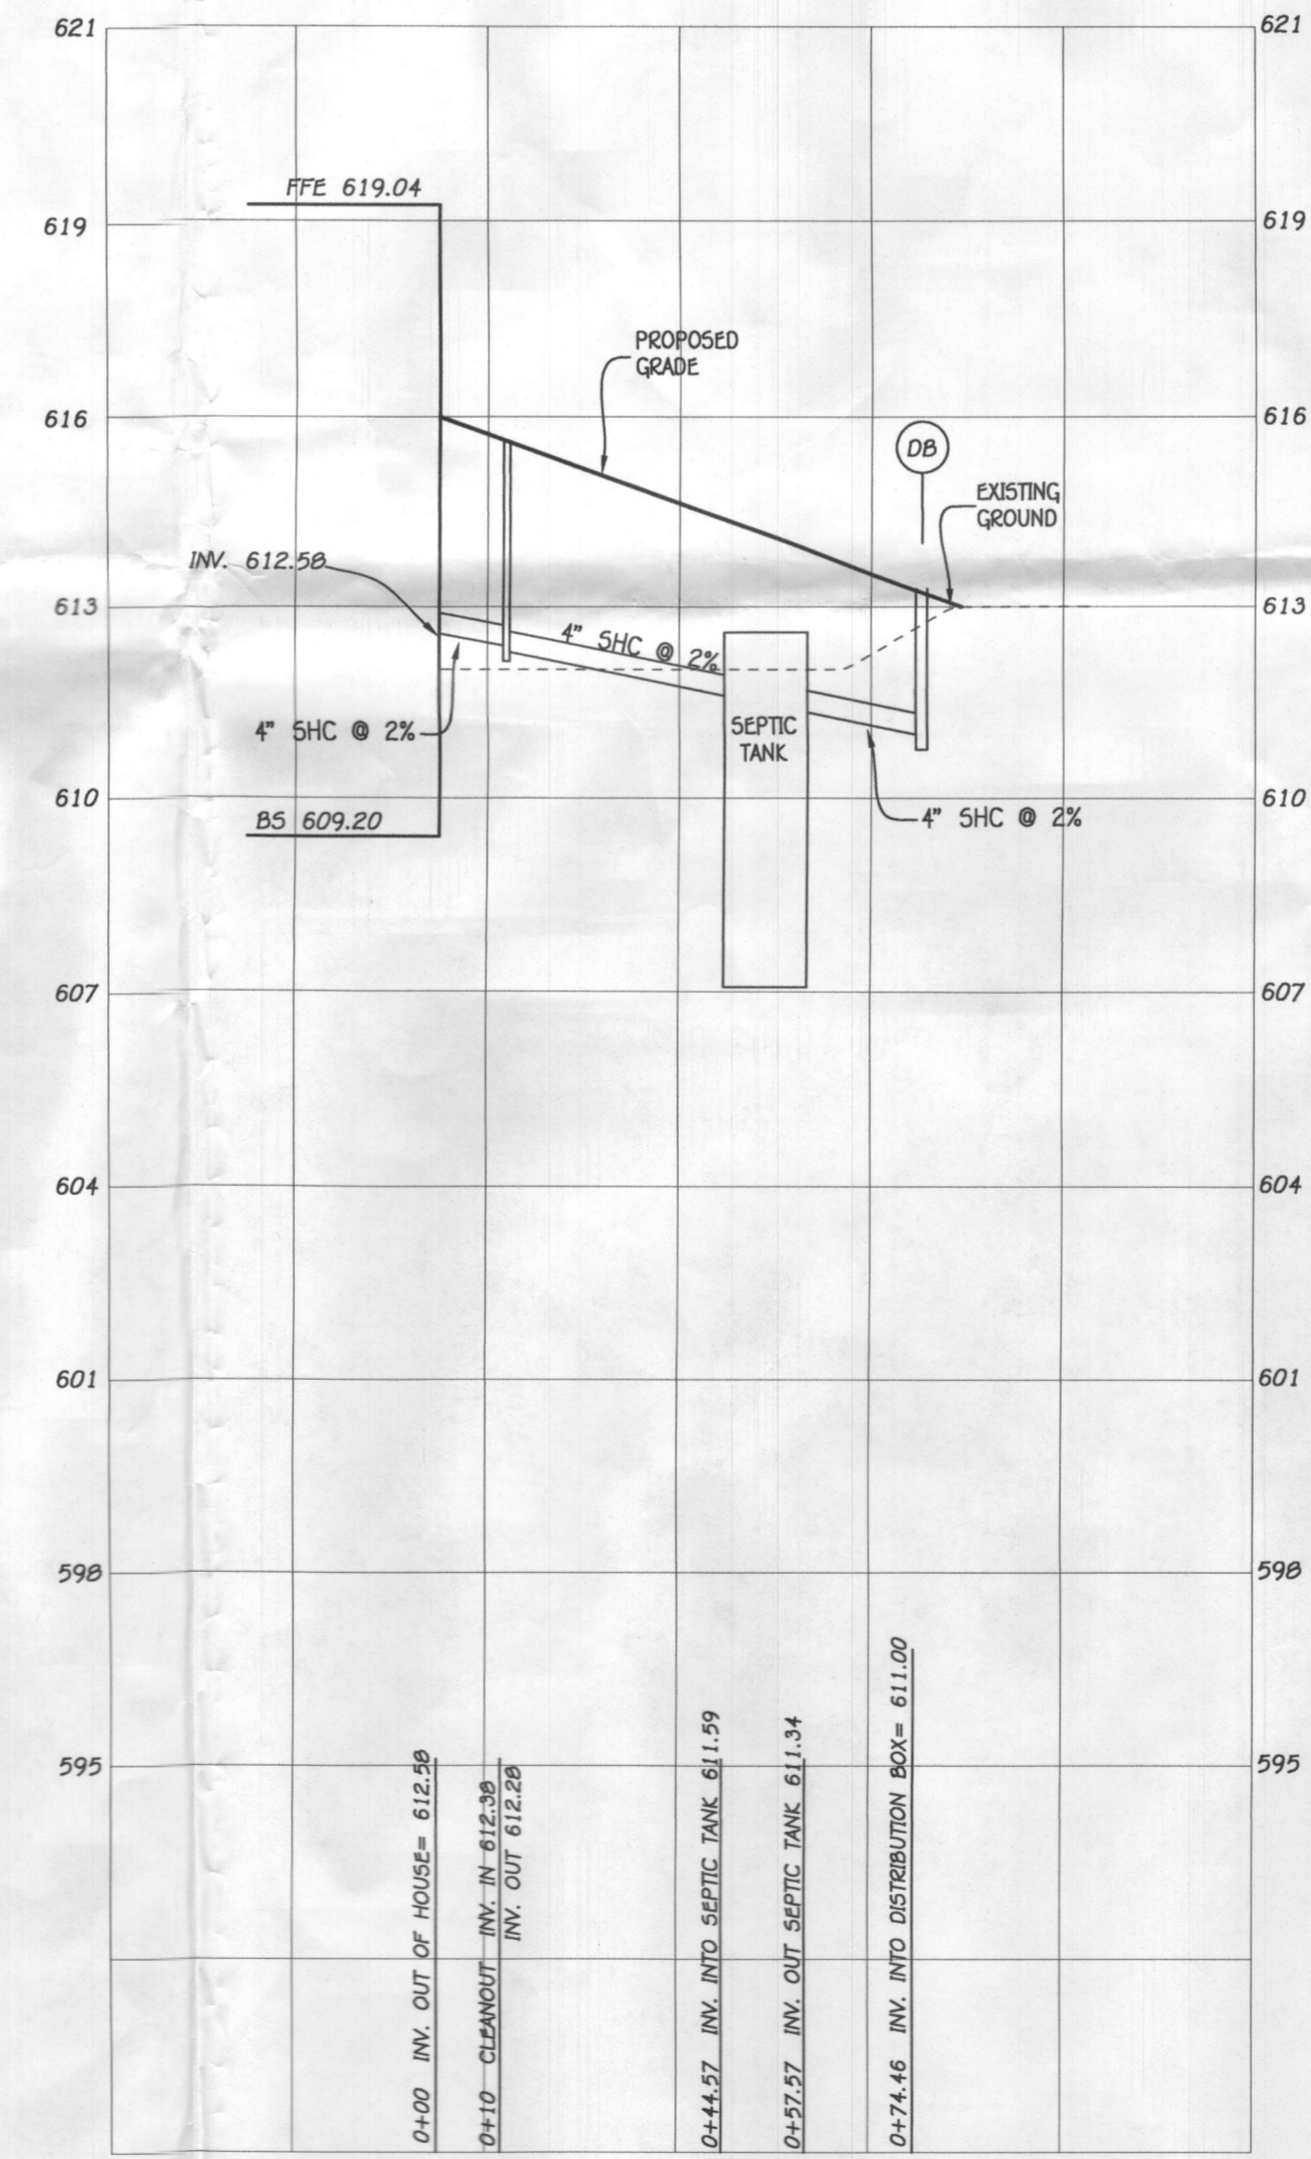 621
621
FFE 619.04
619
619
PROPOSED
GRADE
616
616
DB
EXISTING
GROUND
INV. 612.58
613
613
4" SHC @ 2%
4" SHC @ 2%
SEPTIC
TANK
610
610
BS 609.20
4" SHC @ 2%
607
607
604
604
601
601
598
598
595
595
0+00 INV. OUT OF HOUSE= 612.58
0+10 CLEANOUT INV. IN 612.38
INV. OUT 612.28
0+44.57 INV. INTO SEPTIC TANK 611.59
0+57.57 INV. OUT SEPTIC TANK 611.34
0+74.46 INV. INTO DISTRIBUTION BOX= 611.00